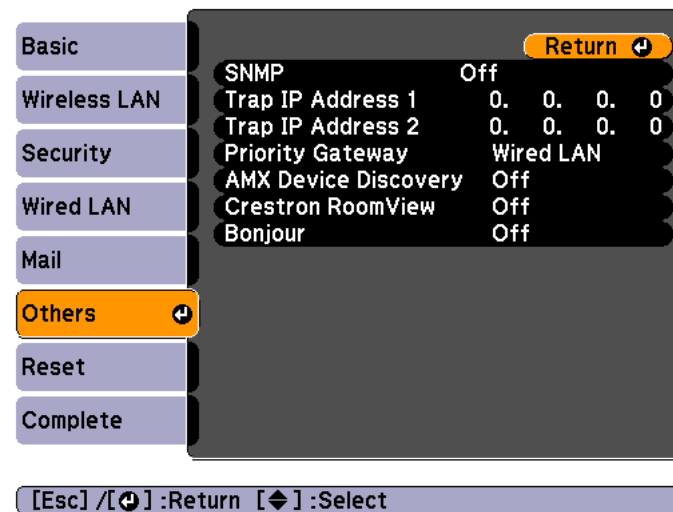 Basic
Wireless LAN
Security
Wired LAN
Mail
Others
Reset
Complete
Return
SNMP Off
Trap IP Address 1 0. 0. 0. 0
Trap IP Address 2 0. 0. 0. 0
Priority Gateway Wired LAN
AMX Device Discovery Off
Crestron RoomView Off
Bonjour Off
[Esc] /[⏎] :Return [◆] :Select